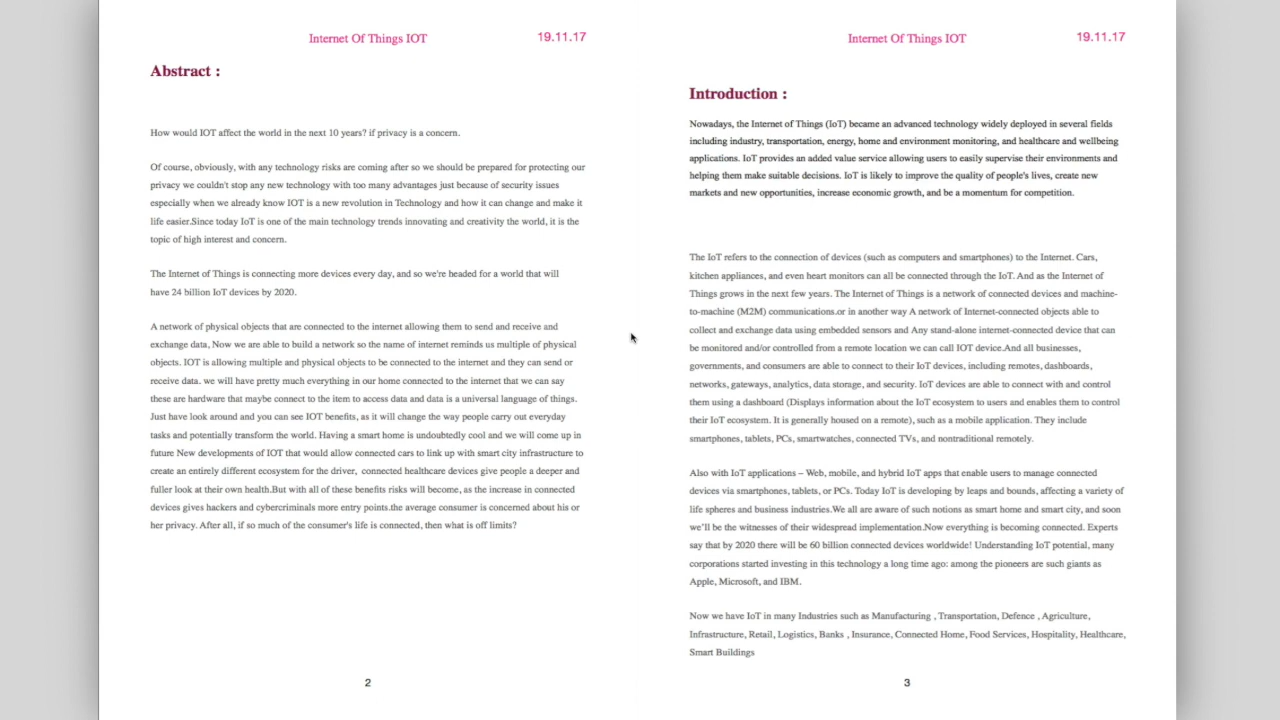 Internet Of Things IOT
19.11.17
Abstract :
How would IOT affect the world in the next 10 years? if privacy is a concern.
Of course, obviously, with any technology risks are coming after so we should be prepared for protecting our
privacy we couldn't stop any new technology with too many advantages just because of security issues
especially when we already know IOT is a new revolution in Technology and how it can change and make it
life easier.Since today IoT is one of the main technology trends innovating and creativity the world, it is the
topic of high interest and concern.
The Internet of Things is connecting more devices every day, and so we're headed for a world that will
have 24 billion IoT devices by 2020.
A network of physical objects that are connected to the internet allowing them to send and receive and
exchange data, Now we are able to build a network so the name of internet reminds us multiple of physical
objects. IOT is allowing multiple and physical objects to be connected to the internet and they can send or
receive data. we will have pretty much everything in our home connected to the internet that we can say
these are hardware that maybe connect to the item to access data and data is a universal language of things.
Just have look around and you can see IOT benefits, as it will change the way people carry out everyday
tasks and potentially transform the world. Having a smart home is undoubtedly cool and we will come up in
future New developments of IOT that would allow connected cars to link up with smart city infrastructure to
create an entirely different ecosystem for the driver, connected healthcare devices give people a deeper and
fuller look at their own health.But with all of these benefits risks will become, as the increase in connected
devices gives hackers and cybercriminals more entry points.the average consumer is concerned about his or
her privacy. After all, if so much of the consumer's life is connected, then what is off limits?
2
Internet Of Things IOT
19.11.17
Introduction :
Nowadays, the Internet of Things (IoT) became an advanced technology widely deployed in several fields
including industry, transportation, energy, home and environment monitoring, and healthcare and wellbeing
applications. IoT provides an added value service allowing users to easily supervise their environments and
helping them make suitable decisions. IoT is likely to improve the quality of people's lives, create new
markets and new opportunities, increase economic growth, and be a momentum for competition.
The IoT refers to the connection of devices (such as computers and smartphones) to the Internet. Cars,
kitchen appliances, and even heart monitors can all be connected through the IoT. And as the Internet of
Things grows in the next few years. The Internet of Things is a network of connected devices and machine-
to-machine (M2M) communications.or in another way A network of Internet-connected objects able to
collect and exchange data using embedded sensors and Any stand-alone internet-connected device that can
be monitored and/or controlled from a remote location we can call IOT device.And all businesses,
governments, and consumers are able to connect to their IoT devices, including remotes, dashboards,
networks, gateways, analytics, data storage, and security. IoT devices are able to connect with and control
them using a dashboard (Displays information about the IoT ecosystem to users and enables them to control
their IoT ecosystem. It is generally housed on a remote), such as a mobile application. They include
smartphones, tablets, PCs, smartwatches, connected TVs, and nontraditional remotely.
Also with IoT applications – Web, mobile, and hybrid IoT apps that enable users to manage connected
devices via smartphones, tablets, or PCs. Today IoT is developing by leaps and bounds, affecting a variety of
life spheres and business industries.We all are aware of such notions as smart home and smart city, and soon
we'll be the witnesses of their widespread implementation.Now everything is becoming connected. Experts
say that by 2020 there will be 60 billion connected devices worldwide! Understanding IoT potential, many
corporations started investing in this technology a long time ago: among the pioneers are such giants as
Apple, Microsoft, and IBM.
Now we have IoT in many Industries such as Manufacturing , Transportation, Defence , Agriculture,
Infrastructure, Retail, Logistics, Banks , Insurance, Connected Home, Food Services, Hospitality, Healthcare,
Smart Buildings
3